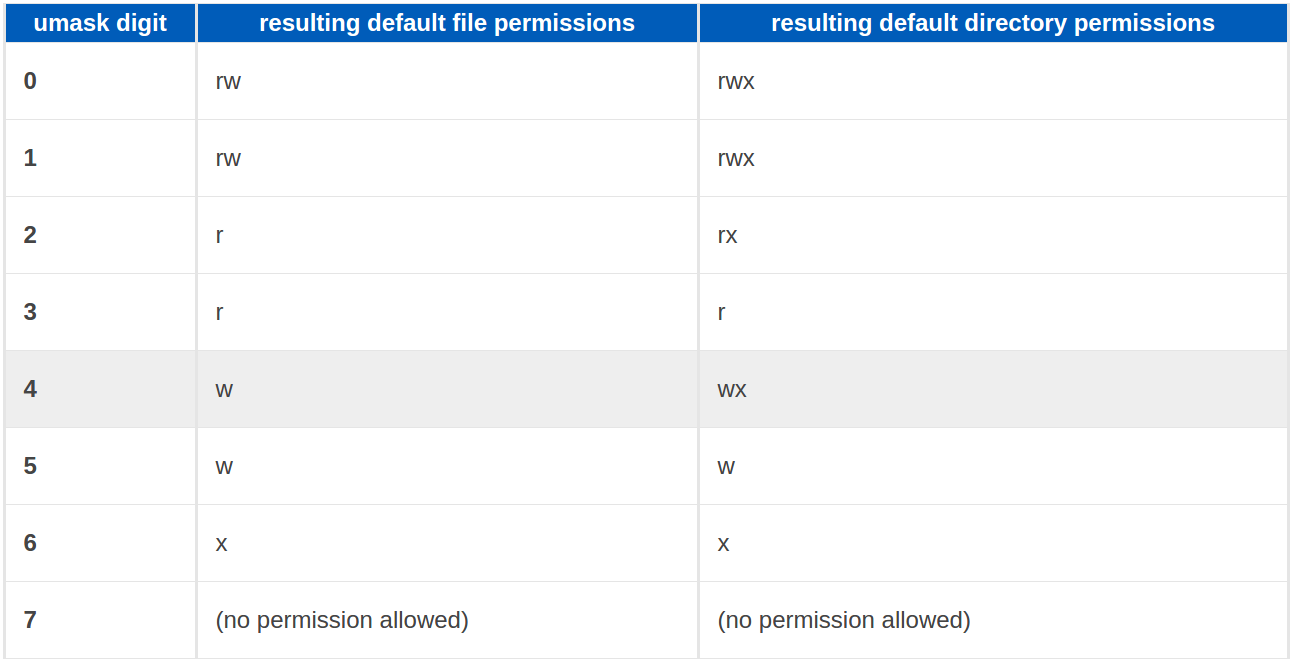 umask digit resulting default file permissions resulting default directory permissions
0 rw rwx
1 rw rwx
2 r rx
3 r r
4 w wx
5 w w
6 x x
7 (no permission allowed) (no permission allowed)